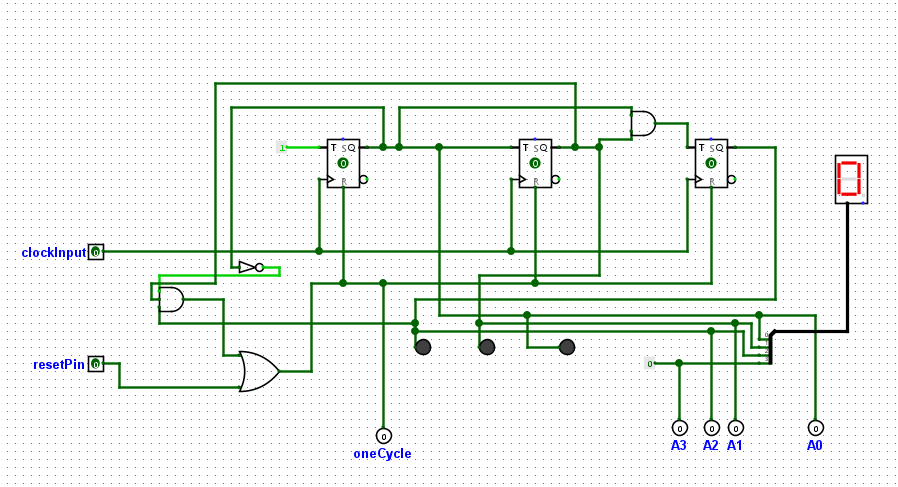 1 T S Q 0 R
T S Q 0 R
T S Q 0 R
0
clockInput 0
resetPin 0
0
0
oneCycle
0 0 0 0
A3 A2 A1 A0